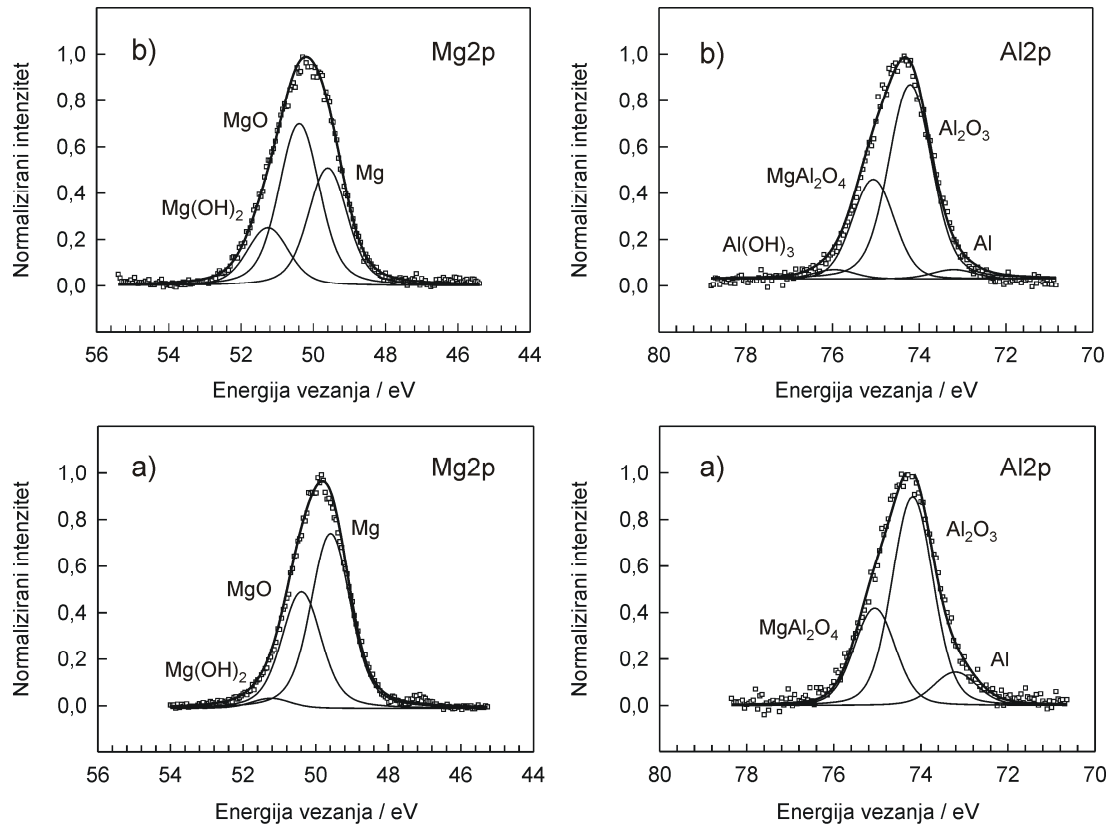 b)
Mg2p
1,0
0,8
0,6
0,4
0,2
0,0
Normalizirani intenzitet
MgO
Mg
Mg(OH)₂
56 54 52 50 48 46 44
Energija vezanja / eV
b)
Al2p
1,0
0,8
0,6
0,4
0,2
0,0
Normalizirani intenzitet
Al₂O₃
MgAl₂O₄
Al(OH)₃
Al
80 78 76 74 72 70
Energija vezanja / eV
a)
Mg2p
1,0
0,8
0,6
0,4
0,2
0,0
Normalizirani intenzitet
Mg
MgO
Mg(OH)₂
56 54 52 50 48 46 44
Energija vezanja / eV
a)
Al2p
1,0
0,8
0,6
0,4
0,2
0,0
Normalizirani intenzitet
Al₂O₃
MgAl₂O₄
Al
80 78 76 74 72 70
Energija vezanja / eV